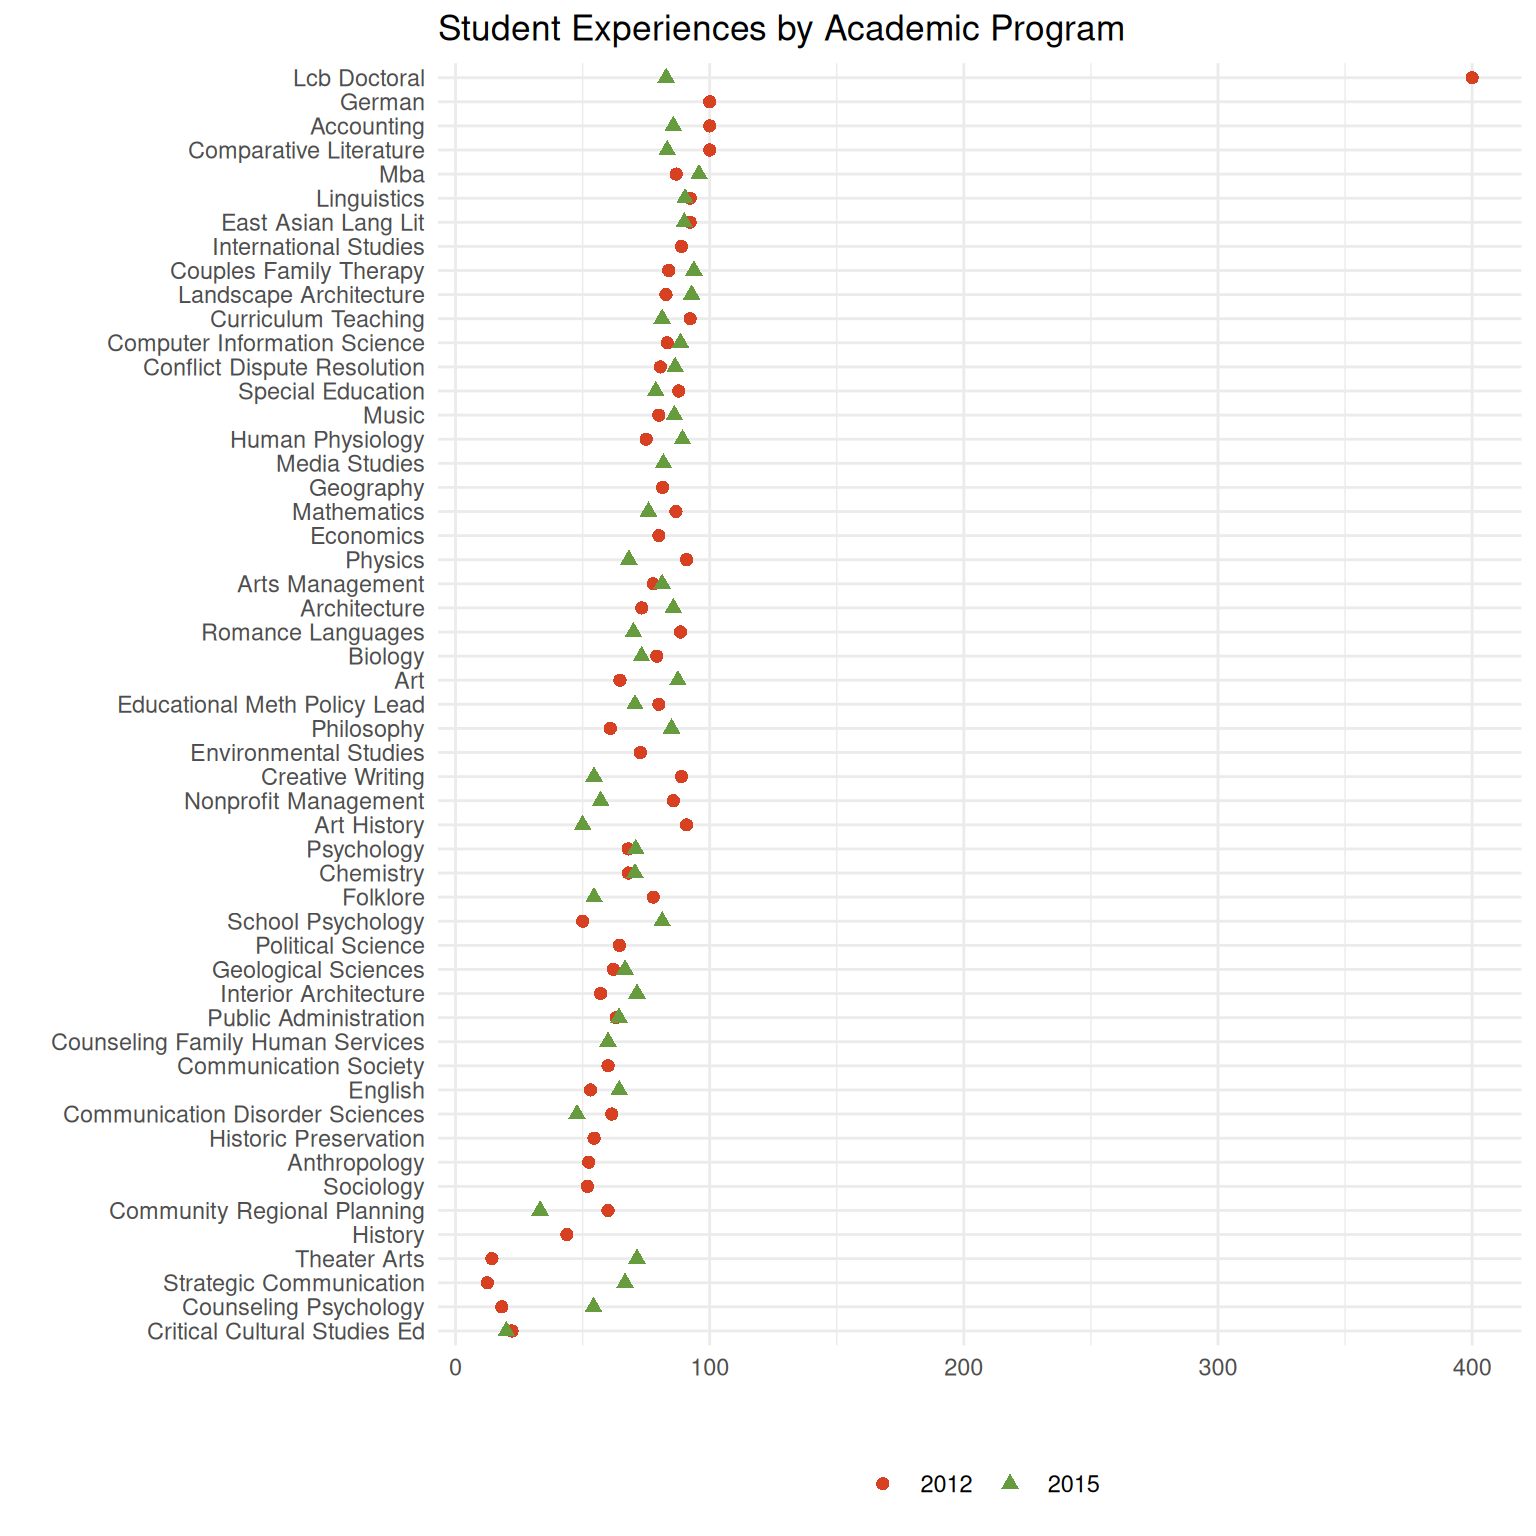 Student Experiences by Academic Program
Lcb Doctoral
German
Accounting
Comparative Literature
Mba
Linguistics
East Asian Lang Lit
International Studies
Couples Family Therapy
Landscape Architecture
Curriculum Teaching
Computer Information Science
Conflict Dispute Resolution
Special Education
Music
Human Physiology
Media Studies
Geography
Mathematics
Economics
Physics
Arts Management
Architecture
Romance Languages
Biology
Art
Educational Meth Policy Lead
Philosophy
Environmental Studies
Creative Writing
Nonprofit Management
Art History
Psychology
Chemistry
Folklore
School Psychology
Political Science
Geological Sciences
Interior Architecture
Public Administration
Counseling Family Human Services
Communication Society
English
Communication Disorder Sciences
Historic Preservation
Anthropology
Sociology
Community Regional Planning
History
Theater Arts
Strategic Communication
Counseling Psychology
Critical Cultural Studies Ed
0 100 200 300 400
2012 2015